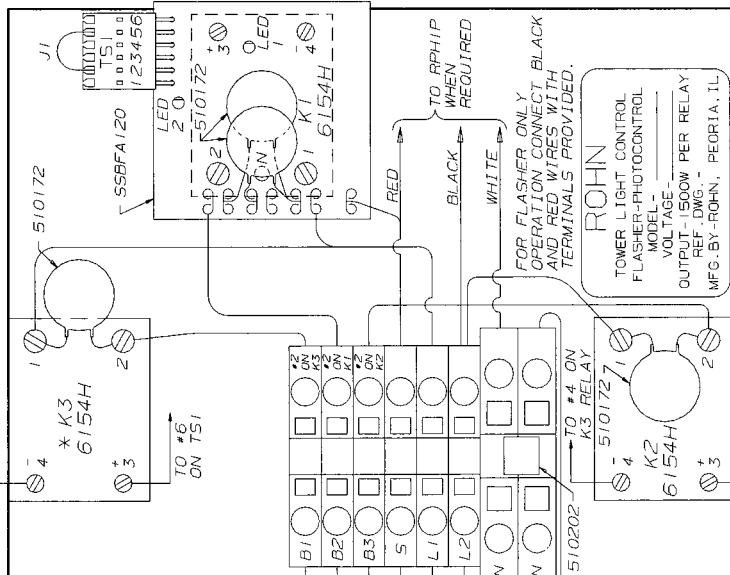 J1
TS1
123456
LED
2
SSBFA120
510172
+
3
LED
1
-
4
510172
K1
6154H
2
1
ON
510172
1
2
* K3
6154H
-
4
+
3
TO #6
ON TS1
RED
BLACK
WHITE
TO RPHIP
WHEN
REQUIRED
FOR FLASHER ONLY
OPERATION CONNECT BLACK
AND RED WIRES WITH
TERMINALS PROVIDED.
ROHN
TOWER LIGHT CONTROL
FLASHER-PHOTOCONTROL
MODEL-
VOLTAGE-
OUTPUT-1500W PER RELAY
REF.DWG. -
MFG.BY-ROHN, PEORIA, IL
#2
ON
K3
#2
ON
K1
#2
ON
K2
B1
B2
B3
S
L1
L2
N
N
510202
TO #4 ON
K3 RELAY
510172
1
2
-
4
K2
6154H
+
3